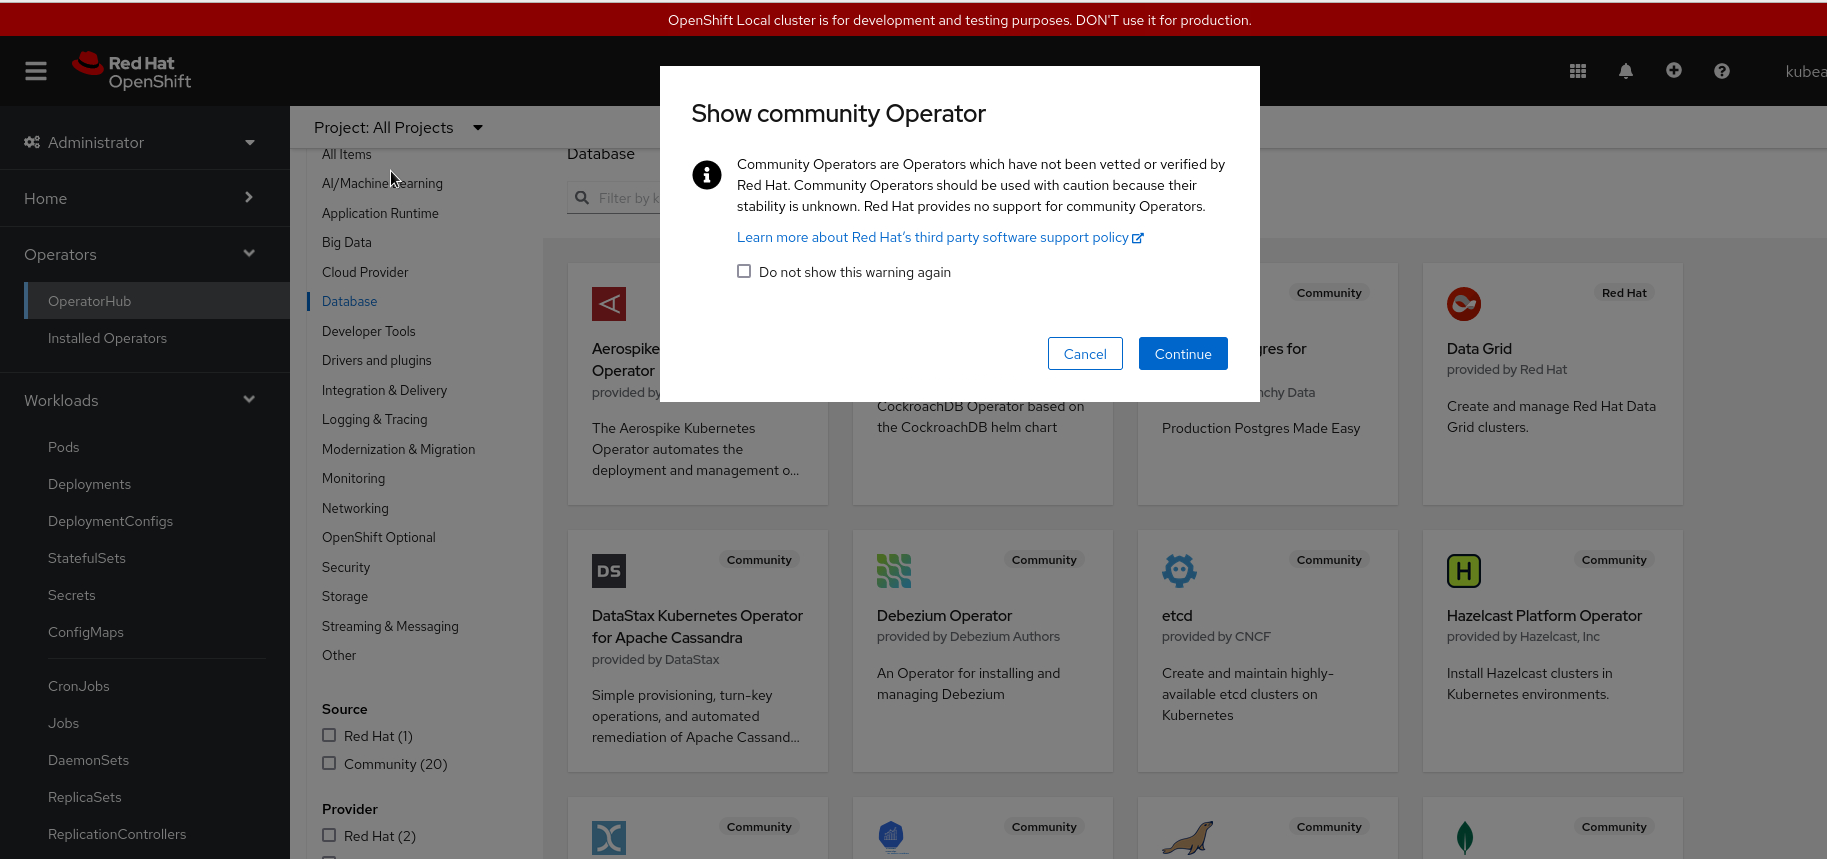 OpenShift Local cluster is for development and testing purposes. DON'T use it for production.
Red Hat
OpenShift
Administrator
Home
Operators
OperatorHub
Installed Operators
Workloads
Pods
Deployments
DeploymentConfigs
StatefulSets
Secrets
ConfigMaps
CronJobs
Jobs
DaemonSets
ReplicaSets
ReplicationControllers
Project: All Projects
All Items
Application Runtime
Big Data
Cloud Provider
Database
Developer Tools
Drivers and plugins
Integration & Delivery
Logging & Tracing
Modernization & Migration
Monitoring
Networking
OpenShift Optional
Security
Storage
Streaming & Messaging
Other
Source
Red Hat (1)
Community (20)
Provider
Red Hat (2)
Show community Operator
Community Operators are Operators which have not been vetted or verified by
Red Hat. Community Operators should be used with caution because their
stability is unknown. Red Hat provides no support for community Operators.
Learn more about Red Hat's third party software support policy
Do not show this warning again
Cancel
Continue
Database
Filter by
Aerospike
Operator
provided by
The Aerospike Kubernetes
Operator automates the
deployment and management o...
CockroachDB Operator based on
the CockroachDB helm chart
Community
for
Data
Production Postgres Made Easy
Red Hat
Data Grid
provided by Red Hat
Create and manage Red Hat Data
Grid clusters.
DS
Community
DataStax Kubernetes Operator
for Apache Cassandra
provided by DataStax
Simple provisioning, turn-key
operations, and automated
remediation of Apache Cassand...
Community
Debezium Operator
provided by Debezium Authors
An Operator for installing and
managing Debezium
Community
etcd
provided by CNCF
Create and maintain highly-
available etcd clusters on
Kubernetes
H
Community
Hazelcast Platform Operator
provided by Hazelcast, Inc
Install Hazelcast clusters in
Kubernetes environments.
Community
Community
Community
Community